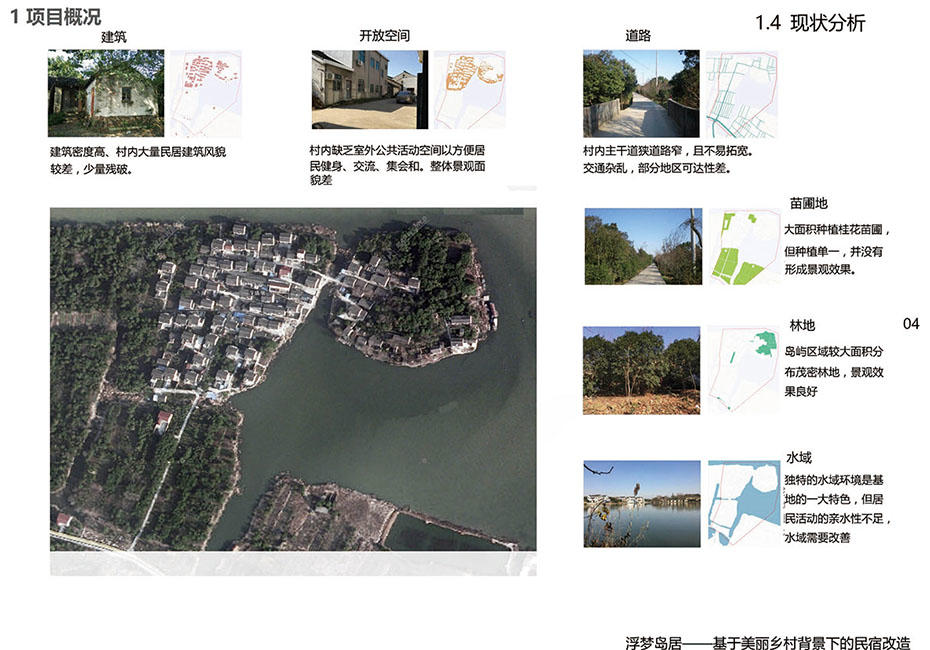 1 项目概况
1.4 现状分析
建筑
建筑密度高、村内大量民居建筑风貌
较差，少量残破。
开放空间
村内缺乏室外公共活动空间以方便居
民健身、交流、集会和。整体景观面
貌差
道路
村内主干道狭道路窄，且不易拓宽。
交通杂乱，部分地区可达性差。
苗圃地
大面积种植桂花苗圃，
但种植单一，并没有
形成景观效果。
林地
岛屿区域较大面积分
布茂密林地，景观效
果良好
04
水域
独特的水域环境是基
地的一大特色，但居
民活动的亲水性不足，
水域需要改善
浮梦岛居——基于美丽乡村背景下的民宿改造